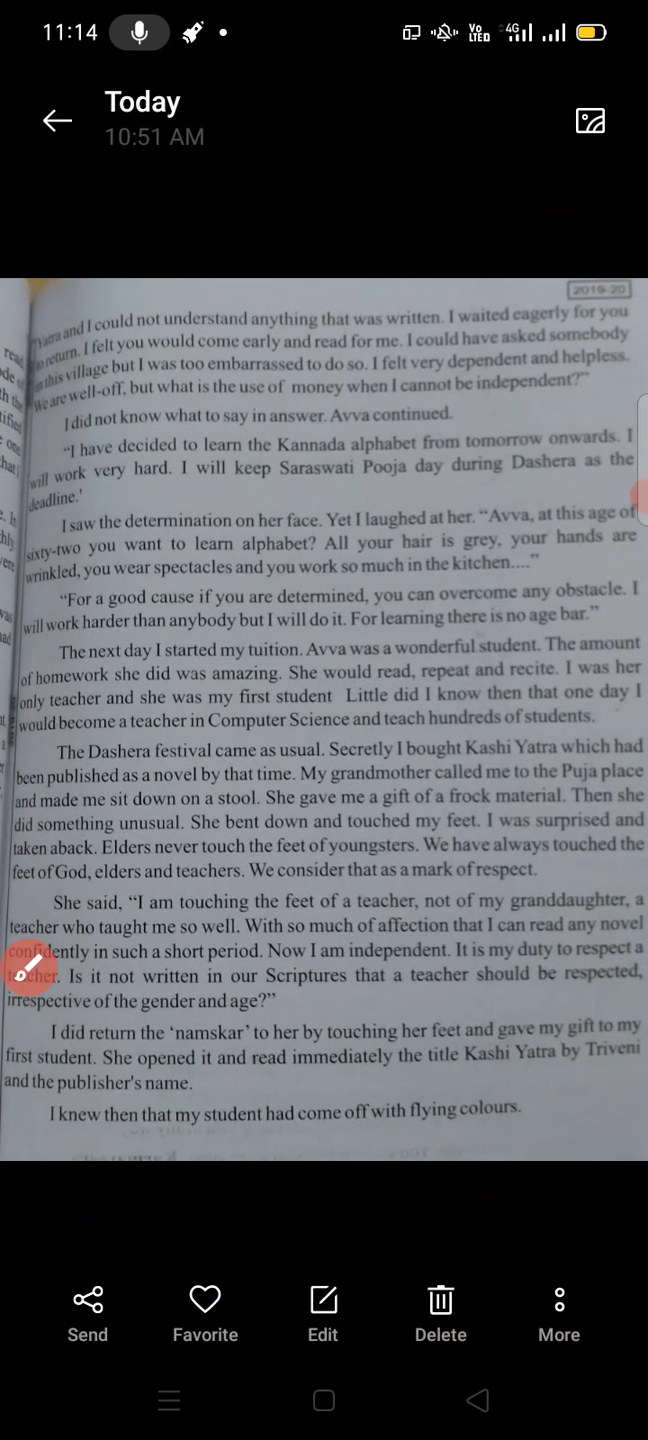 11:14
Vo
LTED
4G
Today
10:51 AM
2019-20
Yatra and I could not understand anything that was written. I waited eagerly for you
to return. I felt you would come early and read for me. I could have asked somebody
in this village but I was too embarrassed to do so. I felt very dependent and helpless.
We are well-off, but what is the use of money when I cannot be independent?”
I did not know what to say in answer. Avva continued.
“I have decided to learn the Kannada alphabet from tomorrow onwards. I
will work very hard. I will keep Saraswati Pooja day during Dashera as the
deadline.'
I saw the determination on her face. Yet I laughed at her. “Avva, at this age of
sixty-two you want to learn alphabet? All your hair is grey, your hands are
wrinkled, you wear spectacles and you work so much in the kitchen....”
“For a good cause if you are determined, you can overcome any obstacle. I
will work harder than anybody but I will do it. For learning there is no age bar.”
The next day I started my tuition. Avva was a wonderful student. The amount
of homework she did was amazing. She would read, repeat and recite. I was her
only teacher and she was my first student Little did I know then that one day I
would become a teacher in Computer Science and teach hundreds of students.
The Dashera festival came as usual. Secretly I bought Kashi Yatra which had
been published as a novel by that time. My grandmother called me to the Puja place
and made me sit down on a stool. She gave me a gift of a frock material. Then she
did something unusual. She bent down and touched my feet. I was surprised and
taken aback. Elders never touch the feet of youngsters. We have always touched the
feet of God, elders and teachers. We consider that as a mark of respect.
She said, “I am touching the feet of a teacher, not of my granddaughter, a
teacher who taught me so well. With so much of affection that I can read any novel
confidently in such a short period. Now I am independent. It is my duty to respect a
teacher. Is it not written in our Scriptures that a teacher should be respected,
irrespective of the gender and age?”
I did return the ‘namskar’ to her by touching her feet and gave my gift to my
first student. She opened it and read immediately the title Kashi Yatra by Triveni
and the publisher's name.
I knew then that my student had come off with flying colours.
Send Favorite Edit Delete More